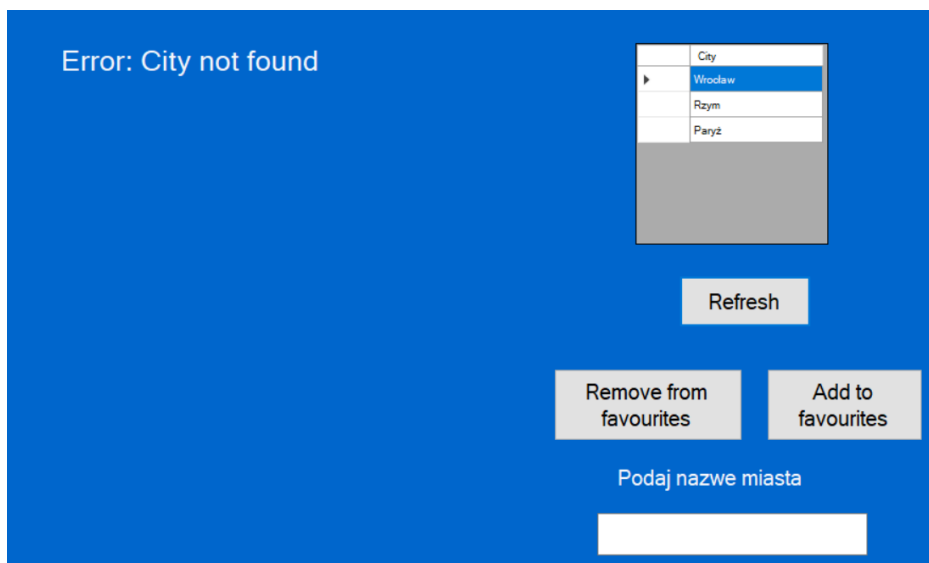 Error: City not found
City
Wrocław
Rzym
Paryż
Refresh
Remove from
favourites
Add to
favourites
Podaj nazwe miasta